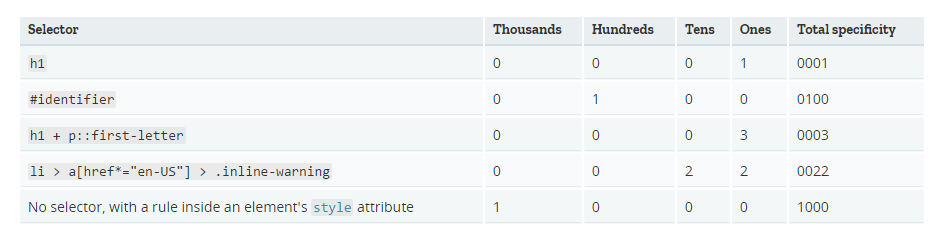 Selector Thousands Hundreds Tens Ones Total specificity
h1 0 0 0 1 0001
#identifier 0 1 0 0 0100
h1 + p::first-letter 0 0 0 3 0003
li > a[href*="en-US"] > .inline-warning 0 0 2 2 0022
No selector, with a rule inside an element's style attribute 1 0 0 0 1000